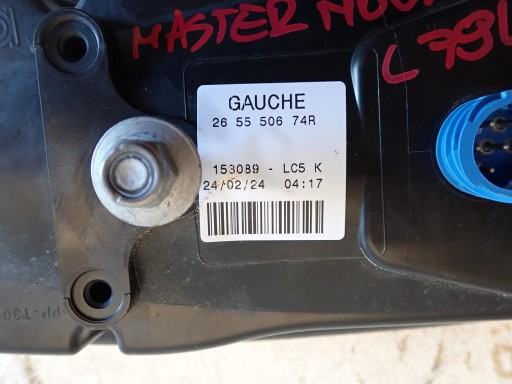 MASTER
GAUCHE
26 55 506 74R
153089 - LC5 K
24/02/24 04:17